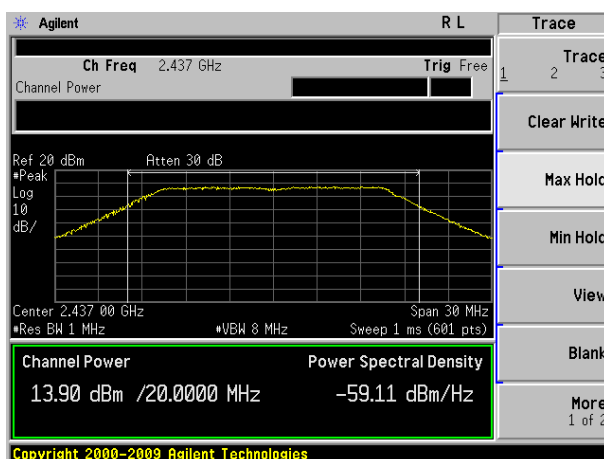 Agilent R L Trace
Ch Freq 2.437 GHz Trig Free
Channel Power
Trace
1 2 3
Clear Write
Max Hold
Min Hold
View
Blank
More
1 of 2
Ref 20 dBm Atten 30 dB
#Peak
Log
10
dB/
Center 2.437 00 GHz Span 30 MHz
#Res BW 1 MHz #VBW 8 MHz Sweep 1 ms (601 pts)
Channel Power Power Spectral Density
13.90 dBm /20.0000 MHz -59.11 dBm/Hz
Copyright 2000-2009 Agilent Technologies